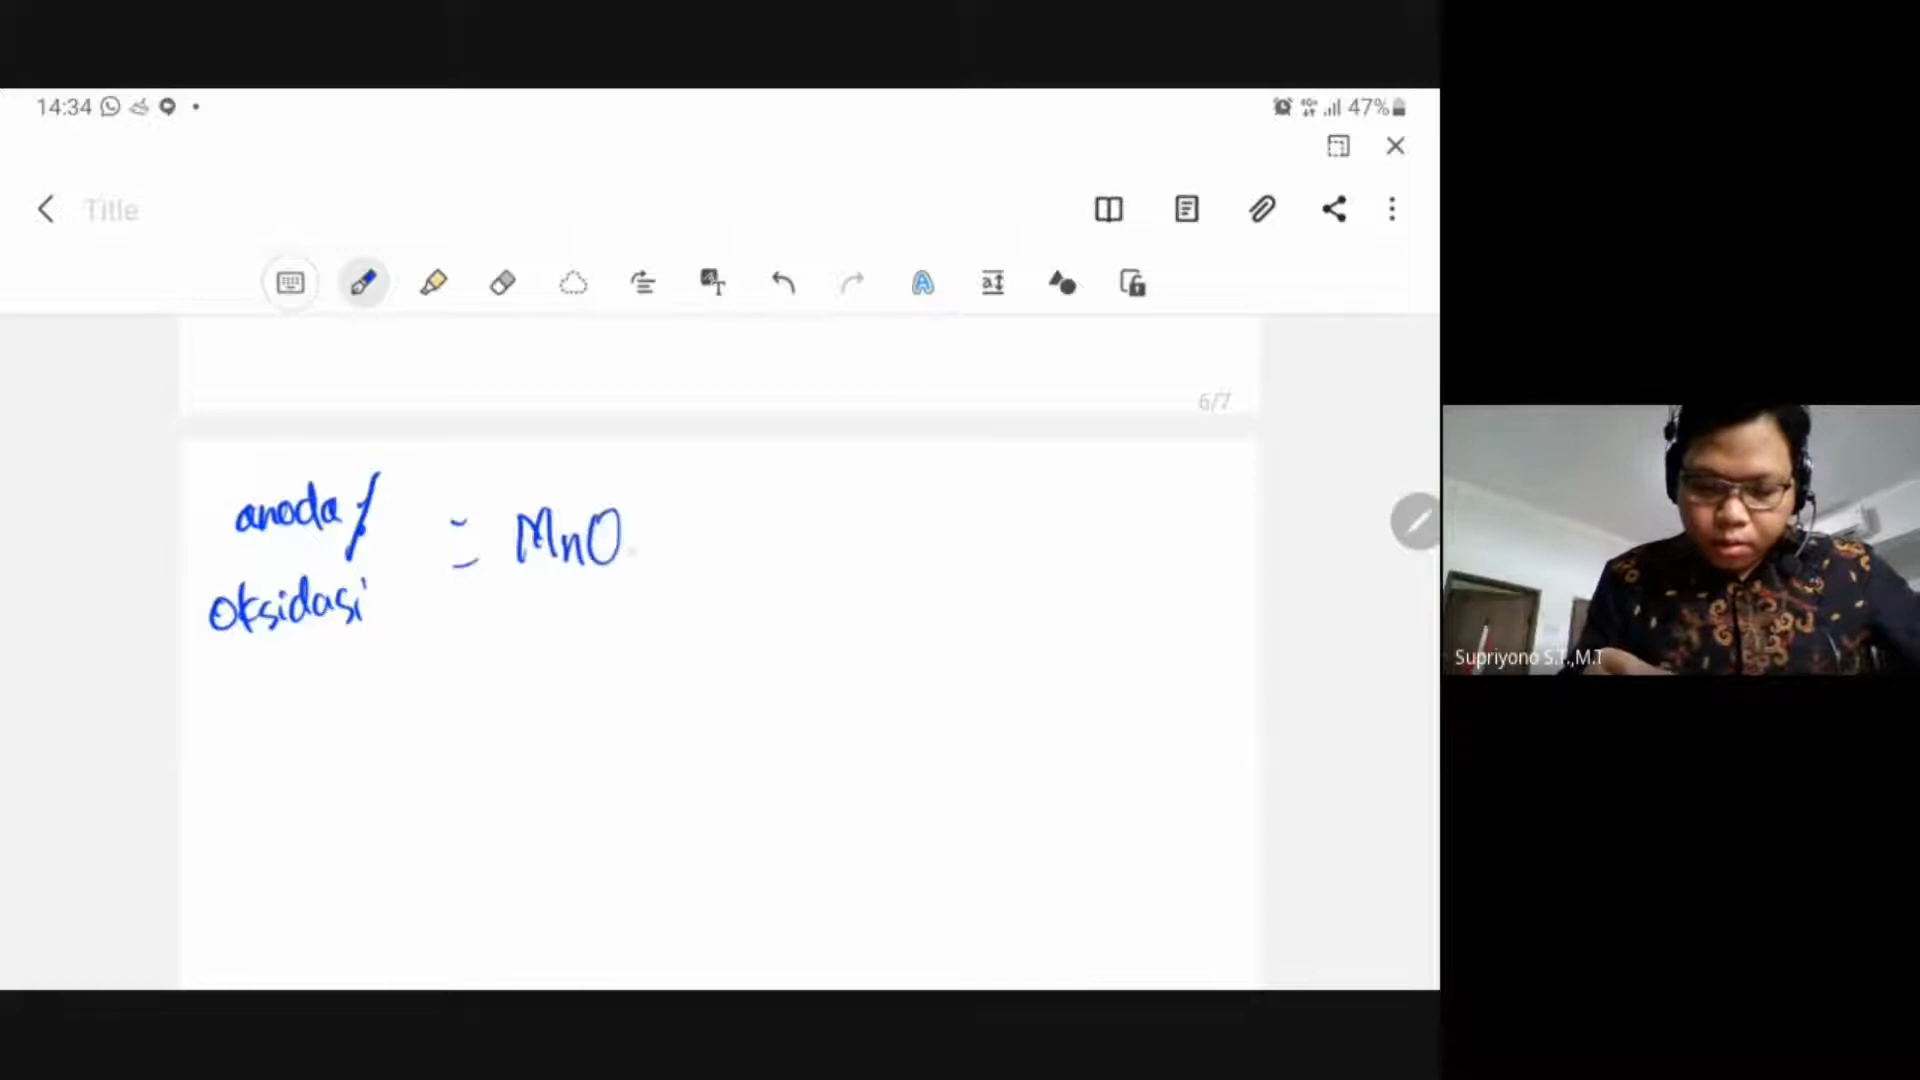 14:34
47%
Title
6/7
anoda /
oksidasi
= MnO
Supriyono S.T.,M.T